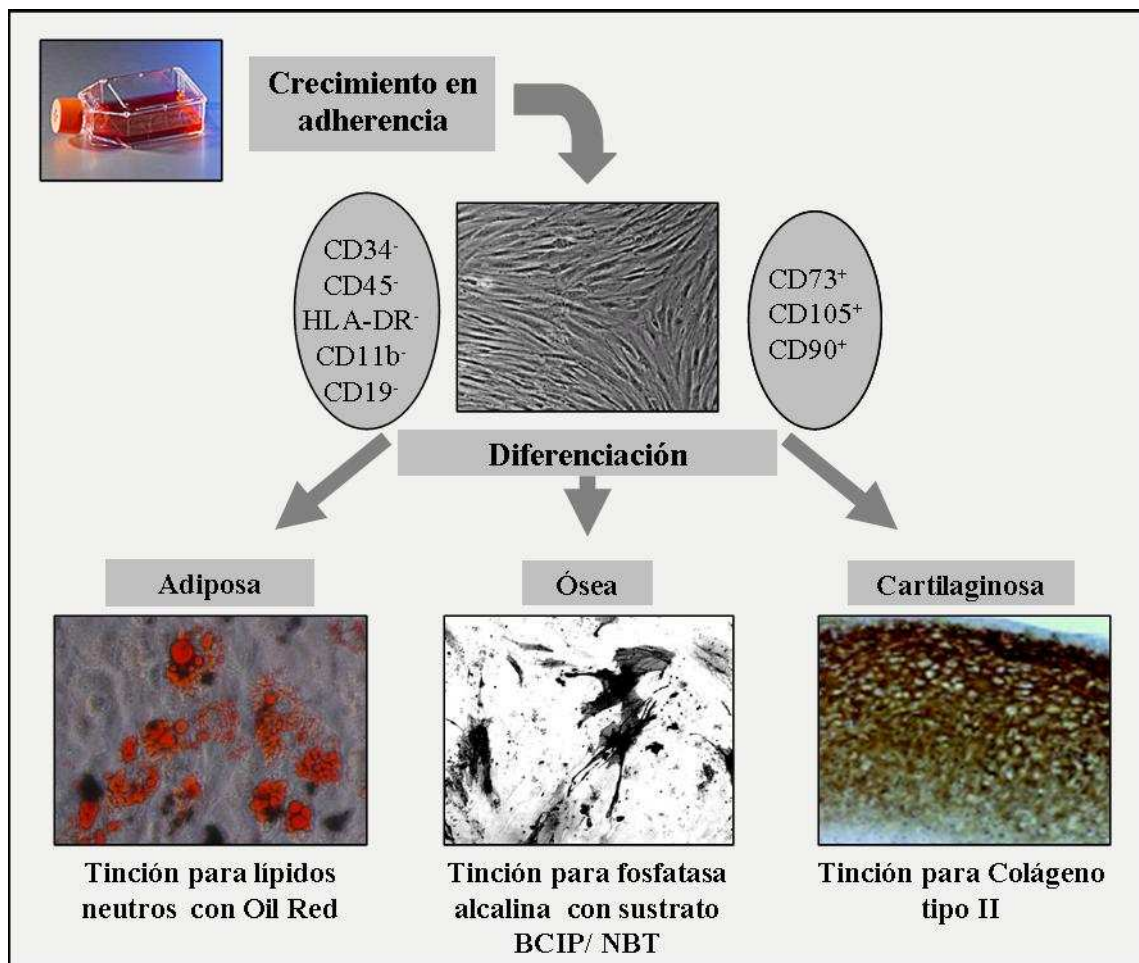 Crecimiento en
adherencia
CD34⁻
CD45⁻
HLA-DR⁻
CD11b⁻
CD19⁻
CD73⁺
CD105⁺
CD90⁺
Diferenciación
Adiposa
Ósea
Cartilaginosa
Tinción para lípidos
neutros con Oil Red
Tinción para fosfatasa
alcalina con sustrato
BCIP/ NBT
Tinción para Colágeno
tipo II